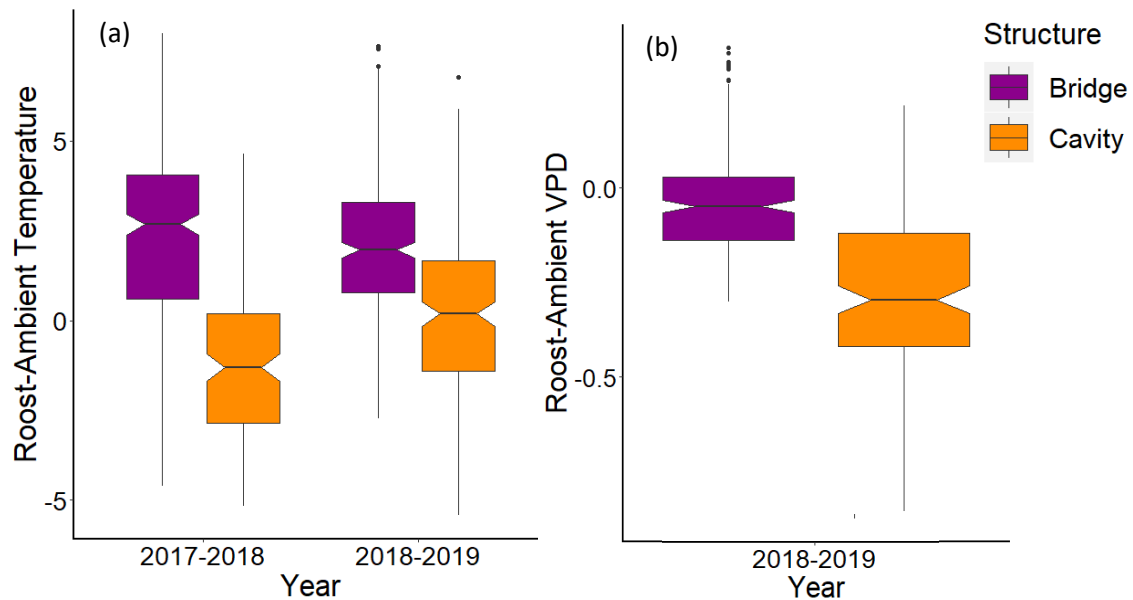 (a)
Roost-Ambient Temperature
5
0
-5
2017-2018 2018-2019
Year
(b)
Roost-Ambient VPD
0.0
-0.5
2018-2019
Year
Structure
Bridge
Cavity